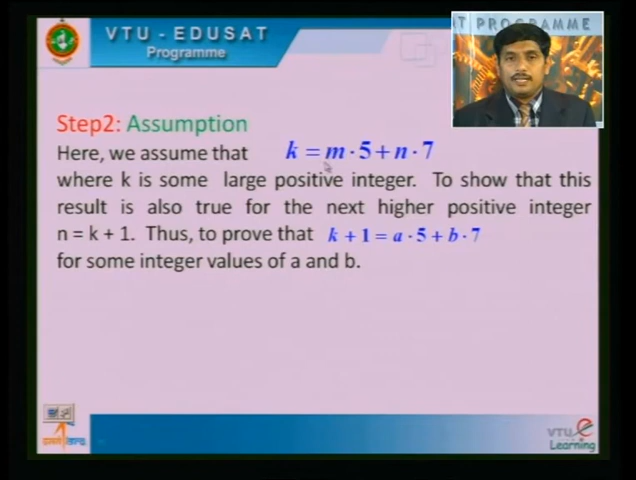 VTU - EDUSAT
Programme
AT PROGRAMME
Step2: Assumption
Here, we assume that k = m · 5 + n · 7
where k is some large positive integer. To show that this
result is also true for the next higher positive integer
n = k + 1. Thus, to prove that k + 1 = a · 5 + b · 7
for some integer values of a and b.
VTU e
Learning